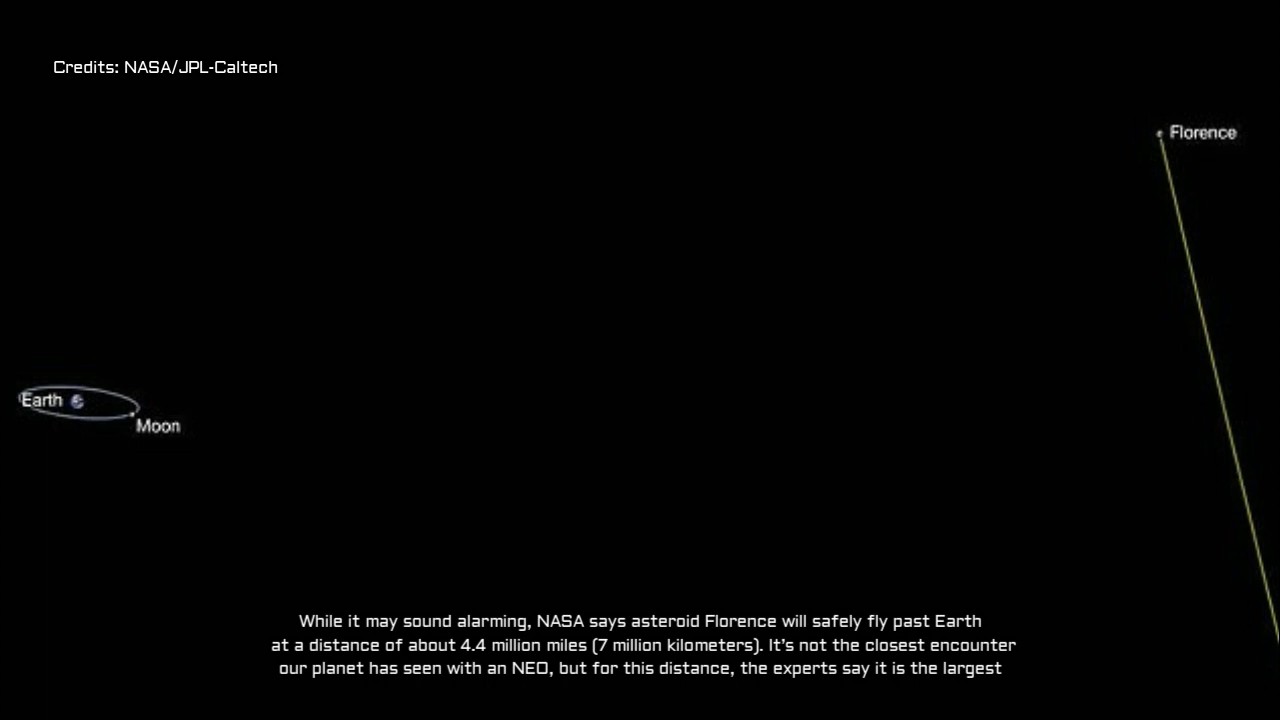 Credits: NASA/JPL-Caltech
Florence
Earth
Moon
While it may sound alarming, NASA says asteroid Florence will safely fly past Earth
at a distance of about 4.4 million miles (7 million kilometers). It's not the closest encounter
our planet has seen with an NEO, but for this distance, the experts say it is the largest